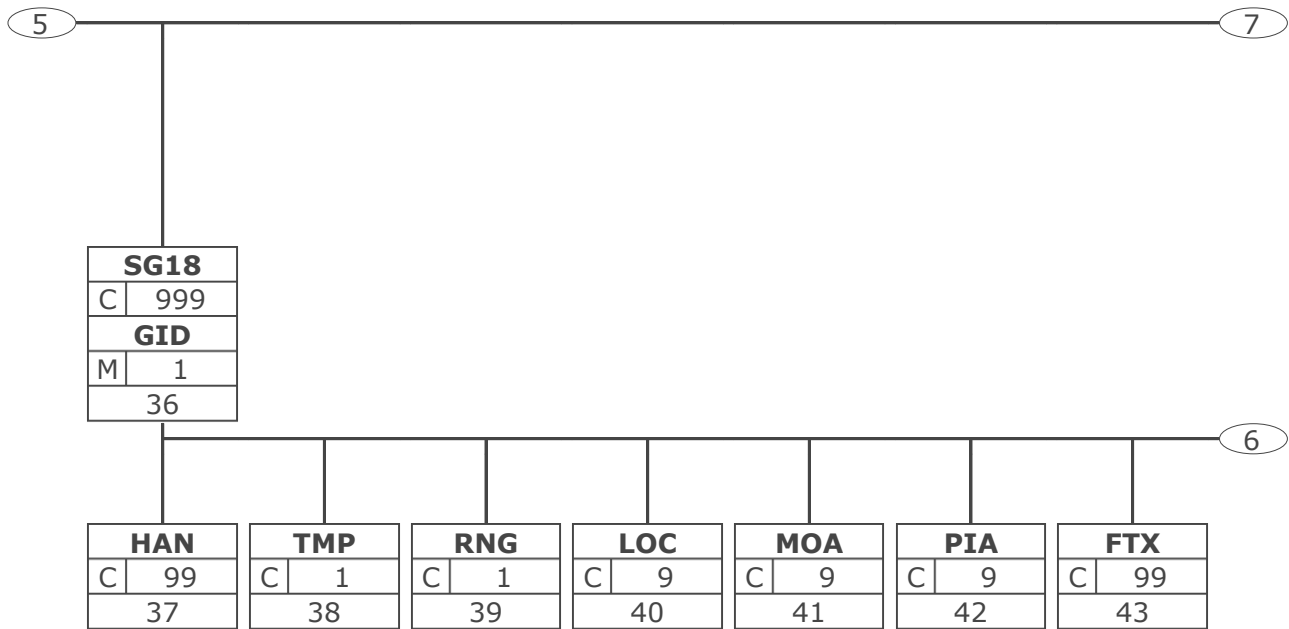 5 7
SG18
C 999
GID
M 1
36
6
HAN TMP RNG LOC MOA PIA FTX
C 99 C 1 C 1 C 9 C 9 C 9 C 99
37 38 39 40 41 42 43